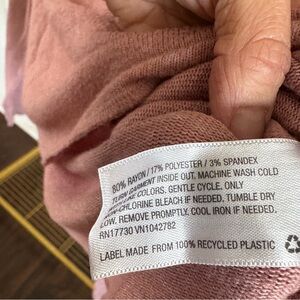 80% RAYON / 17% POLYESTER / 3% SPANDEX
TURN GARMENT INSIDE OUT. MACHINE WASH COLD
COLORS. GENTLE CYCLE. ONLY
NON-CHLORINE BLEACH IF NEEDED. TUMBLE DRY
LOW. REMOVE PROMPTLY. COOL IRON IF NEEDED.
RN17730 VN1042782
LABEL MADE FROM 100% RECYCLED PLASTIC